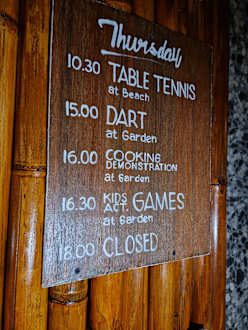 Thursday
10.30 TABLE TENNIS
at Beach
15.00 DART
at Garden
16.00 COOKING
DEMONSTRATION
at Garden
16.30 KIDS
ACT. GAMES
at Garden
18.00 CLOSED